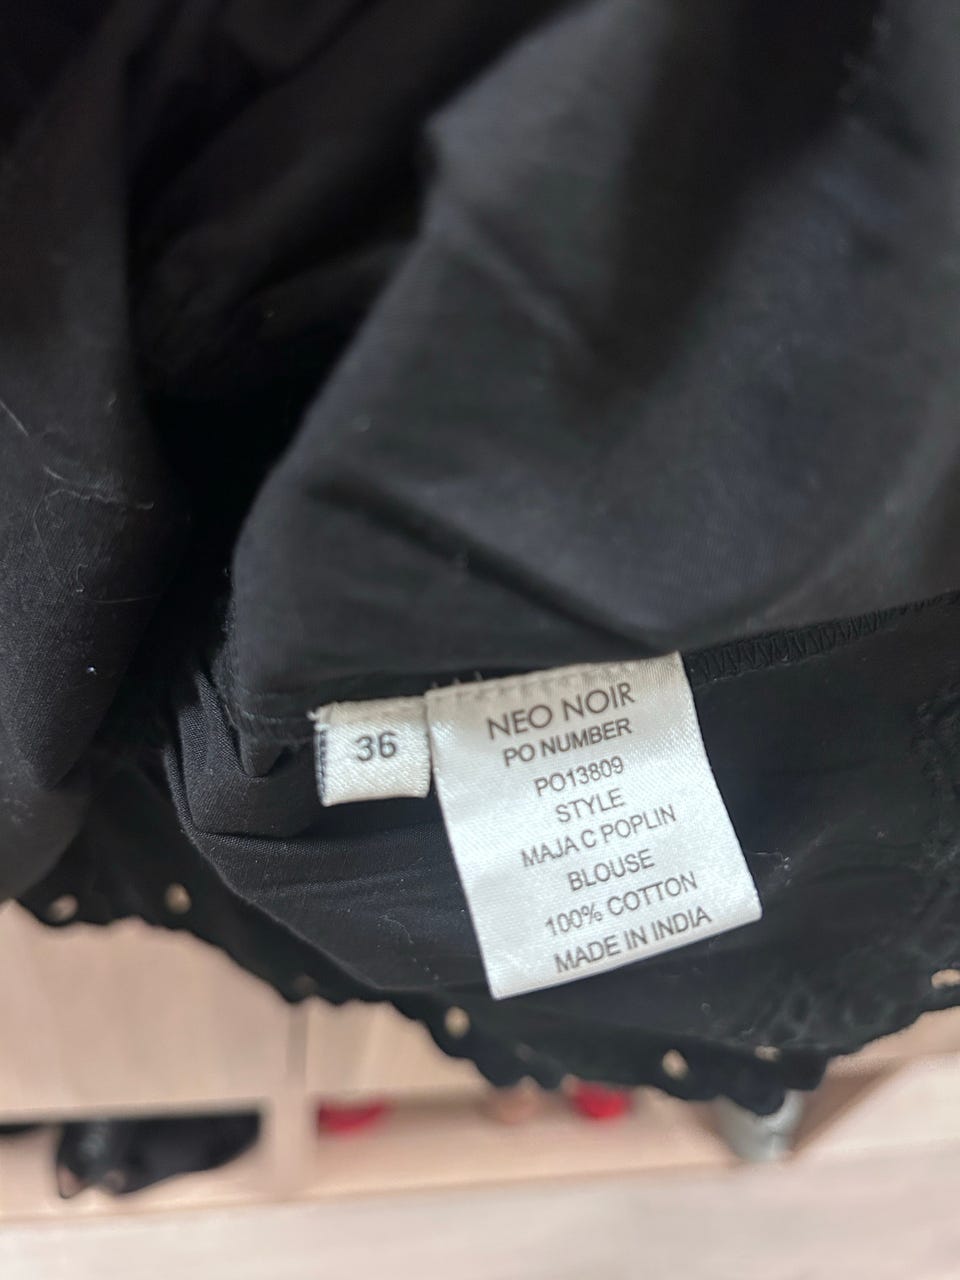 36
NEO NOIR
PO NUMBER
PO13809
STYLE
MAJA C POPLIN
BLOUSE
100% COTTON
MADE IN INDIA